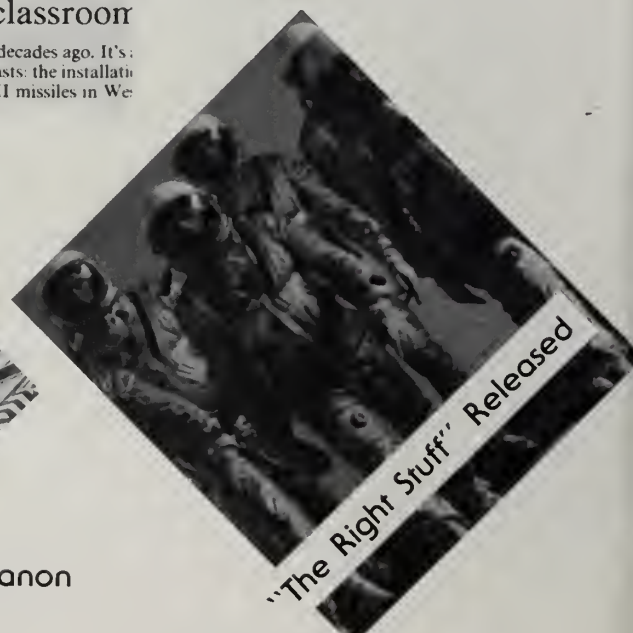 classroom
decades ago. It's
the installati
missiles in We
"The Right Stuff" Released
anon